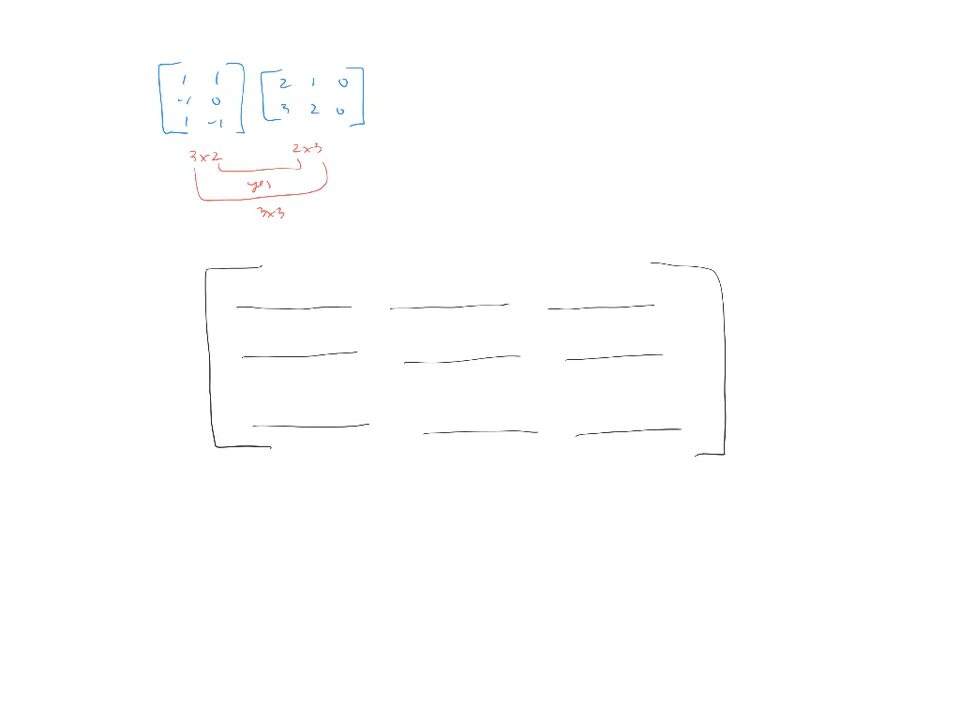 1 1 2 1 0
-1 0 3 2 0
1 -1
3x2 2x3
yes
3x3